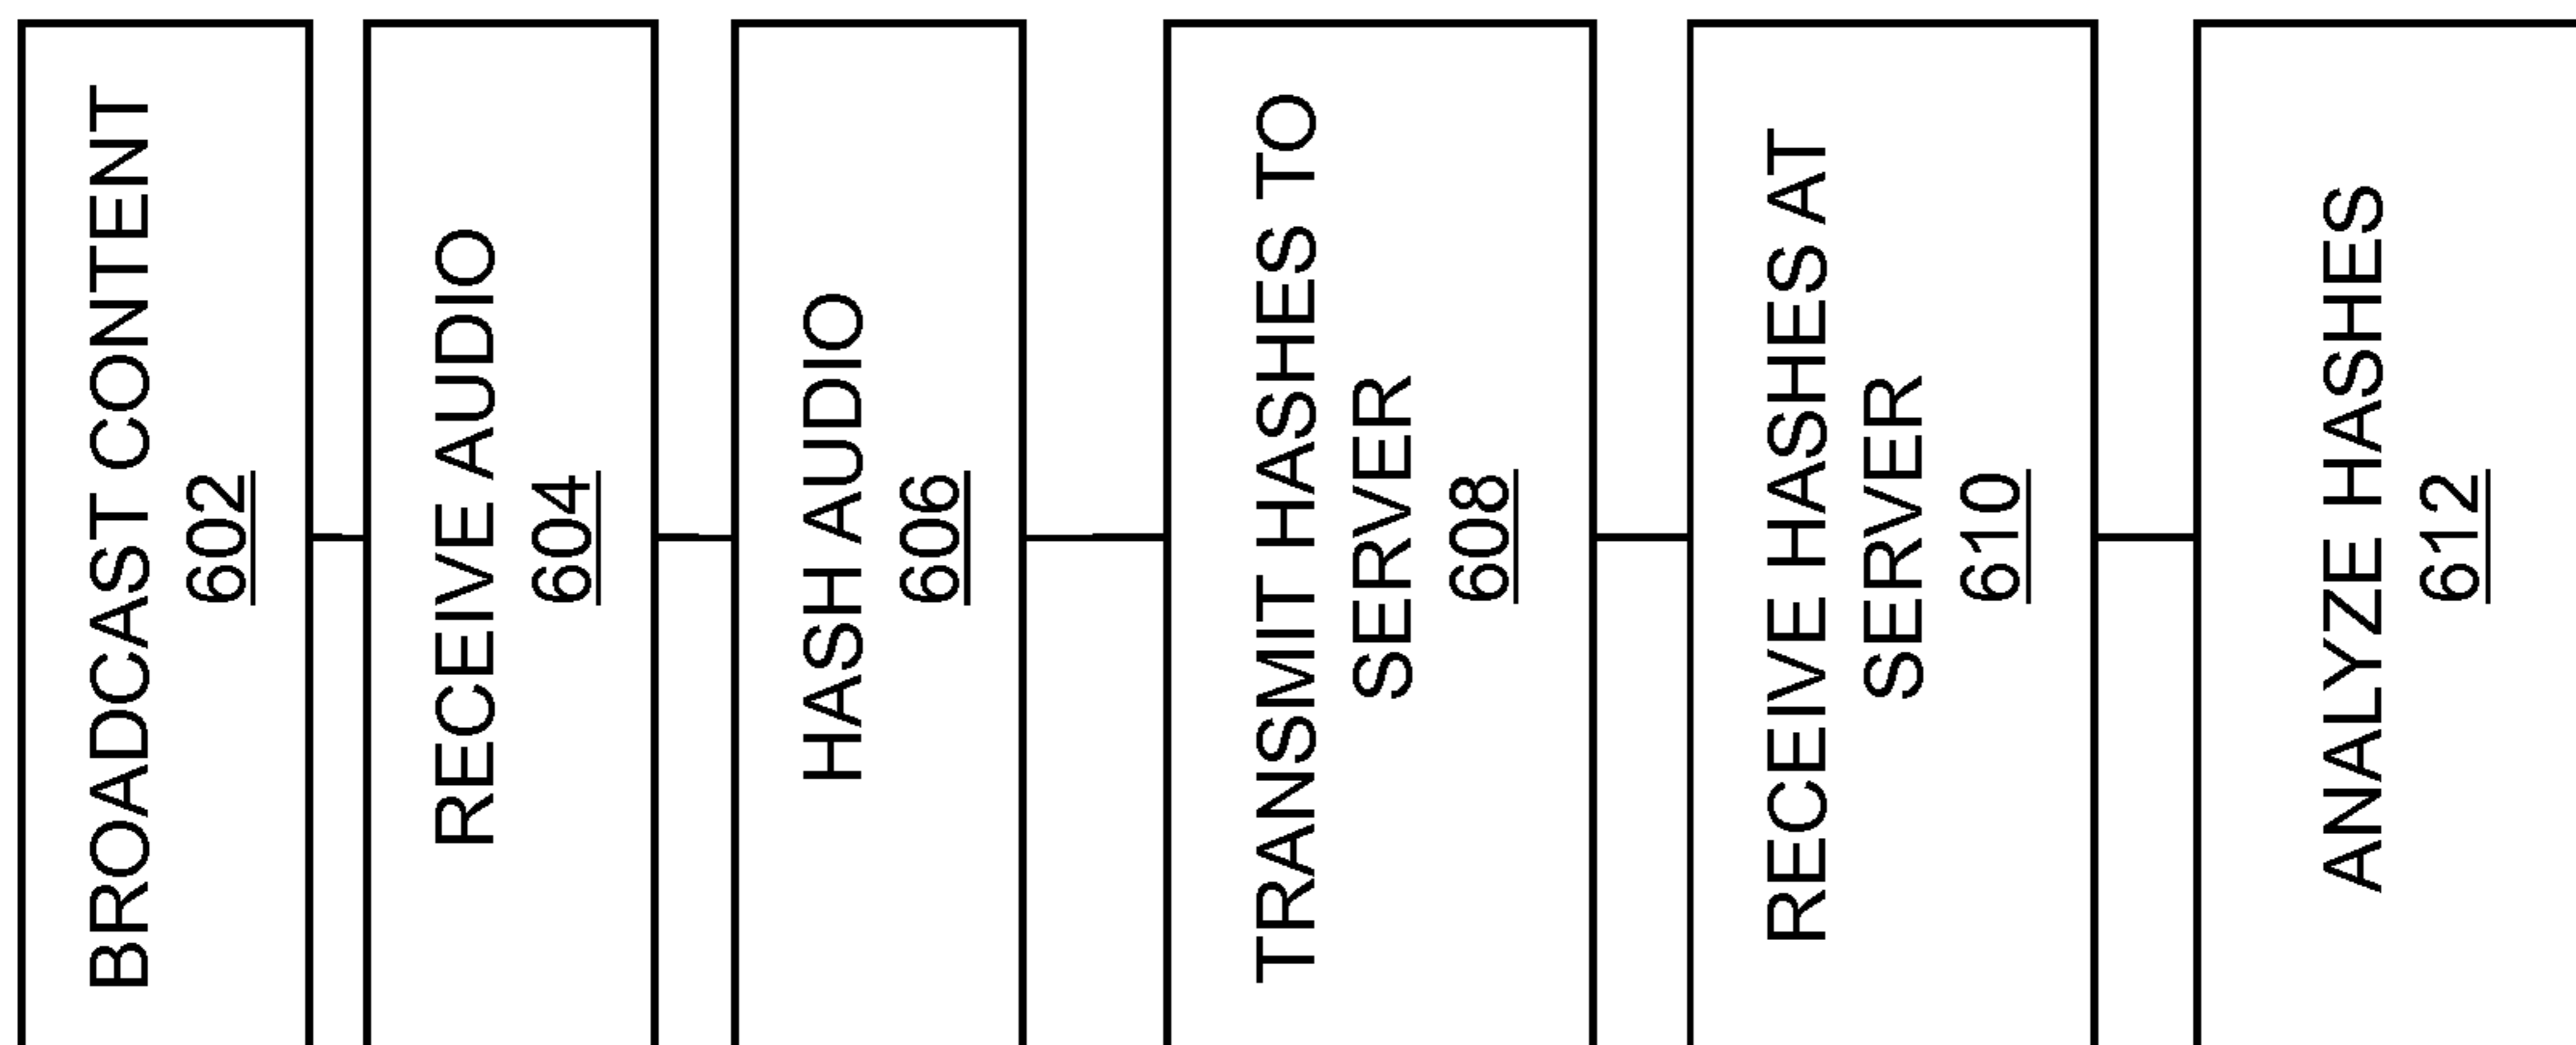 BROADCAST CONTENT
602
RECEIVE AUDIO
604
HASH AUDIO
606
TRANSMIT HASHES TO
SERVER
608
RECEIVE HASHES AT
SERVER
610
ANALYZE HASHES
612